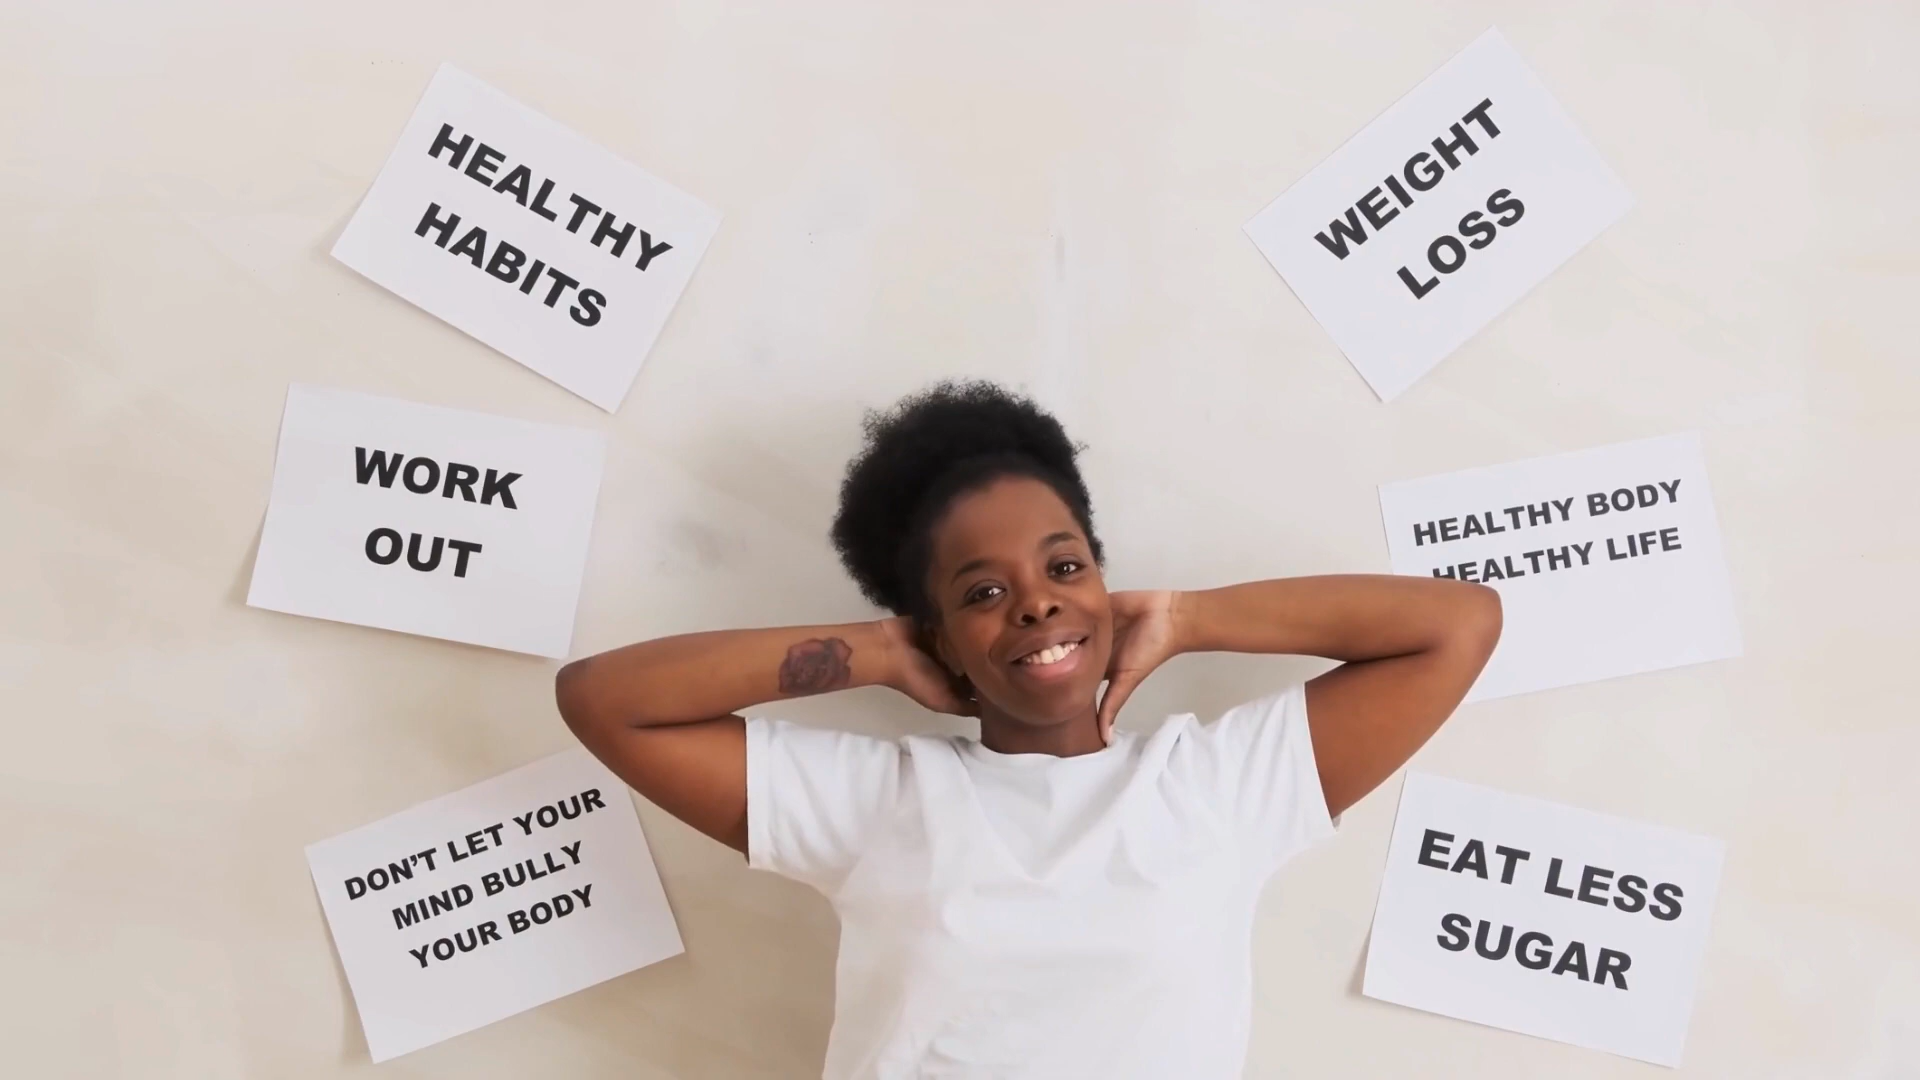 HEALTHY
HABITS
WEIGHT
LOSS
WORK
OUT
HEALTHY BODY
HEALTHY LIFE
DON'T LET YOUR
MIND BULLY
YOUR BODY
EAT LESS
SUGAR